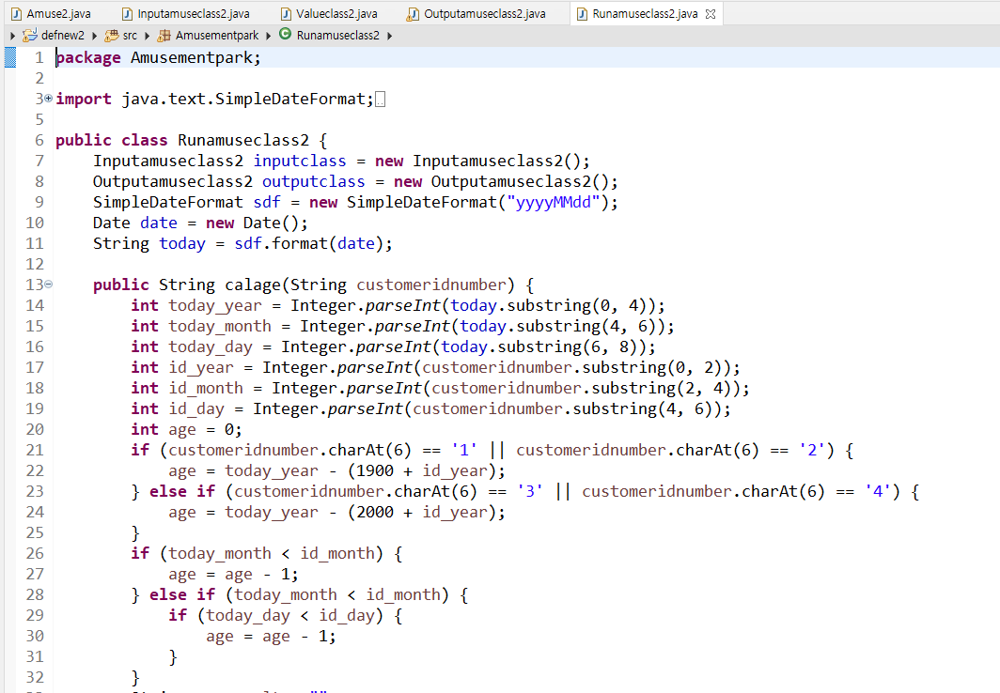 Amuse2.java Inputamuseclass2.java Valueclass2.java Outputamuseclass2.java Runamuseclass2.java
defnew2 src Amusementpark Runamuseclass2
1 package Amusementpark;
2
3 import java.text.SimpleDateFormat;
5
6 public class Runamuseclass2 {
7 Inputamuseclass2 inputclass = new Inputamuseclass2();
8 Outputamuseclass2 outputclass = new Outputamuseclass2();
9 SimpleDateFormat sdf = new SimpleDateFormat("yyyyMMdd");
10 Date date = new Date();
11 String today = sdf.format(date);
12
13 public String calage(String customeridnumber) {
14 int today_year = Integer.parseInt(today.substring(0, 4));
15 int today_month = Integer.parseInt(today.substring(4, 6));
16 int today_day = Integer.parseInt(today.substring(6, 8));
17 int id_year = Integer.parseInt(customeridnumber.substring(0, 2));
18 int id_month = Integer.parseInt(customeridnumber.substring(2, 4));
19 int id_day = Integer.parseInt(customeridnumber.substring(4, 6));
20 int age = 0;
21 if (customeridnumber.charAt(6) == '1' || customeridnumber.charAt(6) == '2') {
22 age = today_year - (1900 + id_year);
23 } else if (customeridnumber.charAt(6) == '3' || customeridnumber.charAt(6) == '4') {
24 age = today_year - (2000 + id_year);
25 }
26 if (today_month < id_month) {
27 age = age - 1;
28 } else if (today_month < id_month) {
29 if (today_day < id_day) {
30 age = age - 1;
31 }
32 }